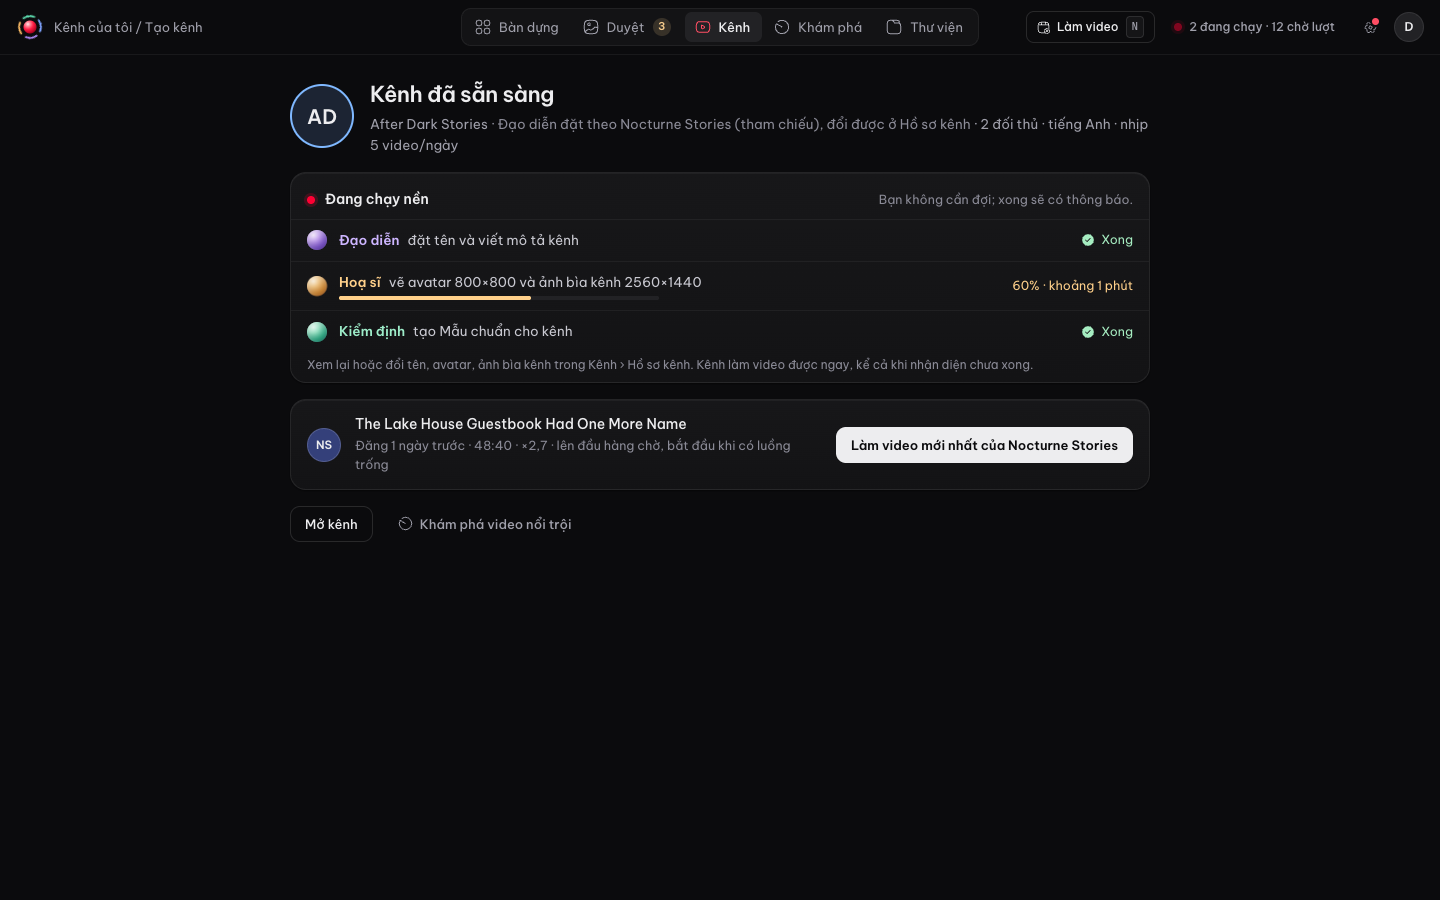 Kênh của tôi / Tạo kênh
Bàn dựng
Duyệt 3
Kênh
Khám phá
Thư viện
Làm video N
2 đang chạy · 12 chờ lượt
D
AD
Kênh đã sẵn sàng
After Dark Stories · Đạo diễn đặt theo Nocturne Stories (tham chiếu), đổi được ở Hồ sơ kênh · 2 đối thủ · tiếng Anh · nhịp
5 video/ngày
Đang chạy nền
Bạn không cần đợi; xong sẽ có thông báo.
Đạo diễn đặt tên và viết mô tả kênh
Xong
Hoạ sĩ vẽ avatar 800×800 và ảnh bìa kênh 2560×1440
60% · khoảng 1 phút
Kiểm định tạo Mẫu chuẩn cho kênh
Xong
Xem lại hoặc đổi tên, avatar, ảnh bìa kênh trong Kênh › Hồ sơ kênh. Kênh làm video được ngay, kể cả khi nhận diện chưa xong.
NS
The Lake House Guestbook Had One More Name
Đăng 1 ngày trước · 48:40 · ×2,7 · lên đầu hàng chờ, bắt đầu khi có luồng
trống
Làm video mới nhất của Nocturne Stories
Mở kênh
Khám phá video nổi trội